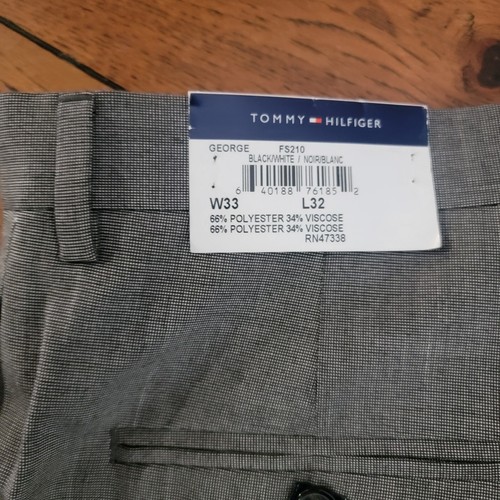 TOMMY HILFIGER
GEORGE FS210
BLACK/WHITE / NOIR/BLANC
6 40188 76185 2
W33 L32
66% POLYESTER 34% VISCOSE
66% POLYESTER 34% VISCOSE
RN47338